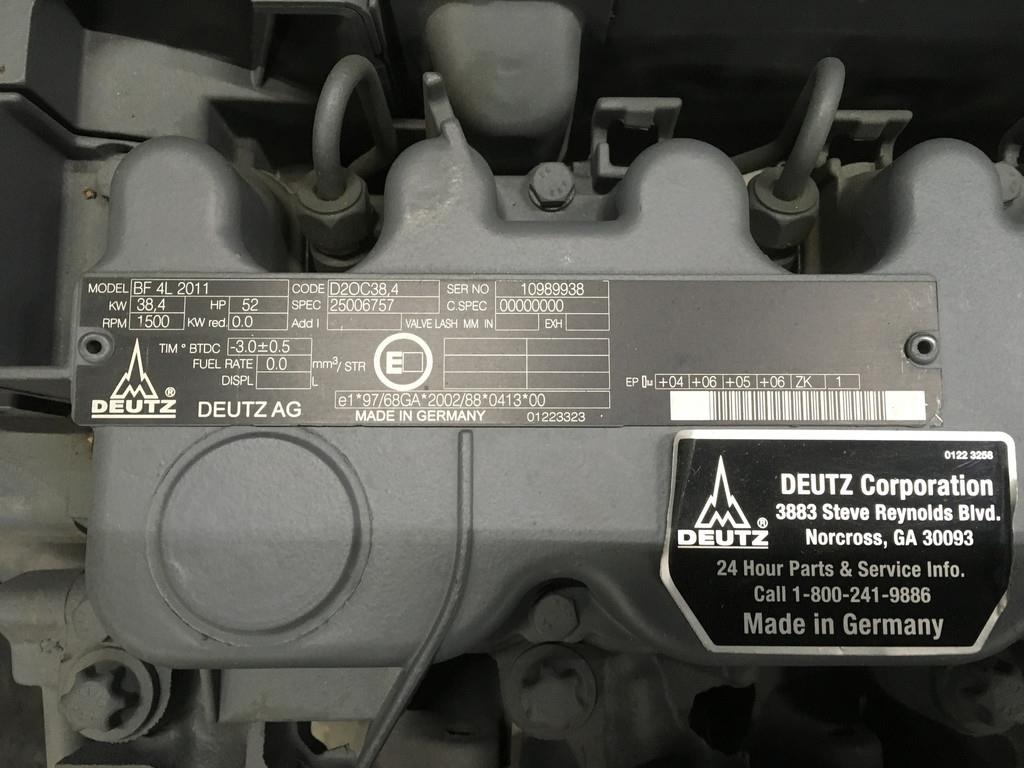 MODEL BF 4L 2011 CODE D2OC38,4 SER NO 10989938
KW 38,4 HP 52 SPEC 25006757 C.SPEC 00000000
RPM 1500 KW red. 0.0 Add I VALVE LASH MM IN EXH
TIM ° BTDC -3.0±0.5
FUEL RATE 0.0 mm³/STR
DISPL L
E
EP +04 +06 +05 +06 ZK 1
DEUTZ ® DEUTZ AG
e1*97/68GA*2002/88*0413*00
MADE IN GERMANY 01223323
0122 3258
DEUTZ ®
DEUTZ Corporation
3883 Steve Reynolds Blvd.
Norcross, GA 30093
24 Hour Parts & Service Info.
Call 1-800-241-9886
Made in Germany